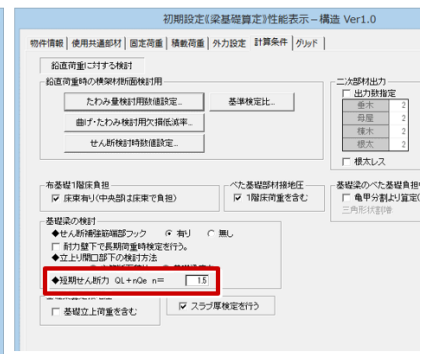 初期設定《梁基礎算定》性能表示－構造 Ver1.0
物件情報 使用共通部材 固定荷重 積載荷重 外力設定 計算条件 グリッド
鉛直荷重に対する検討
鉛直荷重時の横架材断面検討用
たわみ量検討用数値設定... 基準検定比...
曲げ・たわみ検討用欠損低減率...
せん断検討時数値設定...
二次部材出力
出力数指定
垂木 2
母屋 2
棟木 2
根太 2
根太レス
布基礎1階床負担
床束有り(中央部は床束で負担)
べた基礎部材接地圧
1階床荷重を含む
基礎梁のべた基礎負担
亀甲分割より算定
三角形状割増
基礎梁の検討
◆せん断補強筋端部フック 有り 無し
耐力壁下で長期荷重時検定を行う。
◆立上り開口部下の検討方法
◆短期せん断力 QL+nQe n= 1.5
基礎立上荷重を含む
スラブ厚検定を行う